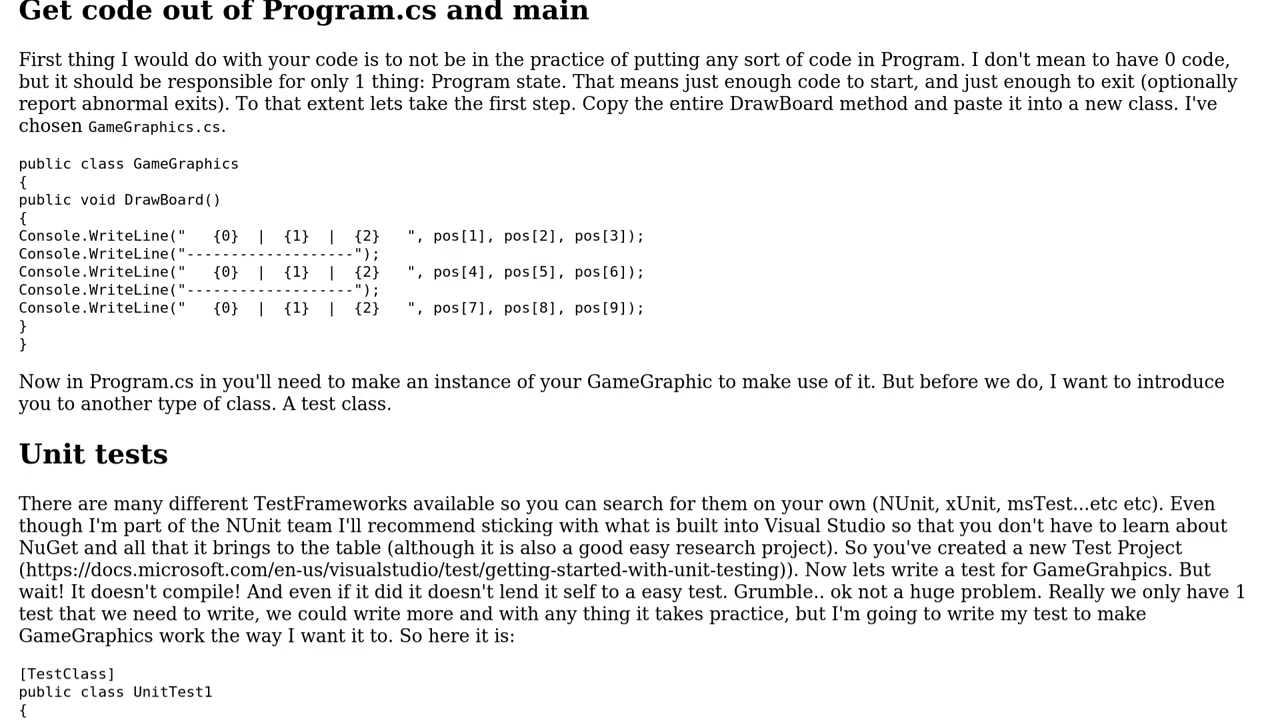 Get code out of Program.cs and main
First thing I would do with your code is to not be in the practice of putting any sort of code in Program. I don't mean to have 0 code,
but it should be responsible for only 1 thing: Program state. That means just enough code to start, and just enough to exit (optionally
report abnormal exits). To that extent lets take the first step. Copy the entire DrawBoard method and paste it into a new class. I've
chosen GameGraphics.cs.
public class GameGraphics
{
public void DrawBoard()
{
Console.WriteLine("   {0}  |  {1}  |  {2}   ", pos[1], pos[2], pos[3]);
Console.WriteLine("-------------------");
Console.WriteLine("   {0}  |  {1}  |  {2}   ", pos[4], pos[5], pos[6]);
Console.WriteLine("-------------------");
Console.WriteLine("   {0}  |  {1}  |  {2}   ", pos[7], pos[8], pos[9]);
}
}
Now in Program.cs in you'll need to make an instance of your GameGraphic to make use of it. But before we do, I want to introduce
you to another type of class. A test class.
Unit tests
There are many different TestFrameworks available so you can search for them on your own (NUnit, xUnit, msTest...etc etc). Even
though I'm part of the NUnit team I'll recommend sticking with what is built into Visual Studio so that you don't have to learn about
NuGet and all that it brings to the table (although it is also a good easy research project). So you've created a new Test Project
(https://docs.microsoft.com/en-us/visualstudio/test/getting-started-with-unit-testing)). Now lets write a test for GameGrahpics. But
wait! It doesn't compile! And even if it did it doesn't lend it self to a easy test. Grumble.. ok not a huge problem. Really we only have 1
test that we need to write, we could write more and with any thing it takes practice, but I'm going to write my test to make
GameGraphics work the way I want it to. So here it is:
[TestClass]
public class UnitTest1
{